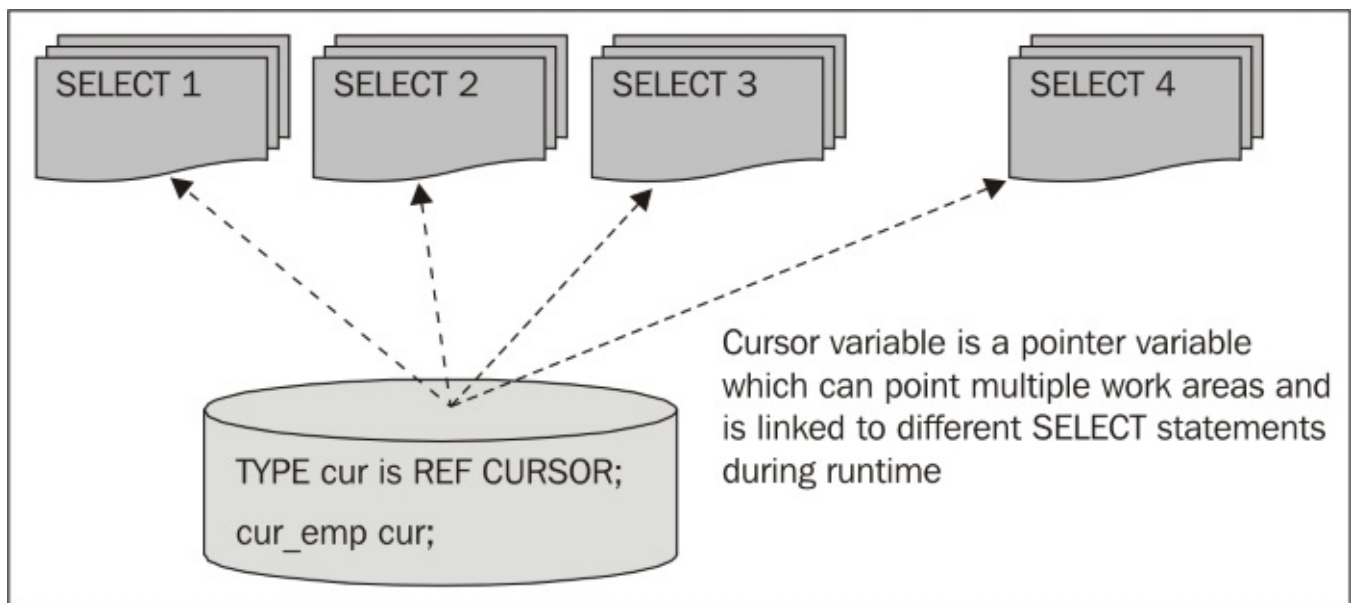 SELECT 1
SELECT 2
SELECT 3
SELECT 4
Cursor variable is a pointer variable
which can point multiple work areas and
is linked to different SELECT statements
during runtime
TYPE cur is REF CURSOR;
cur_emp cur;